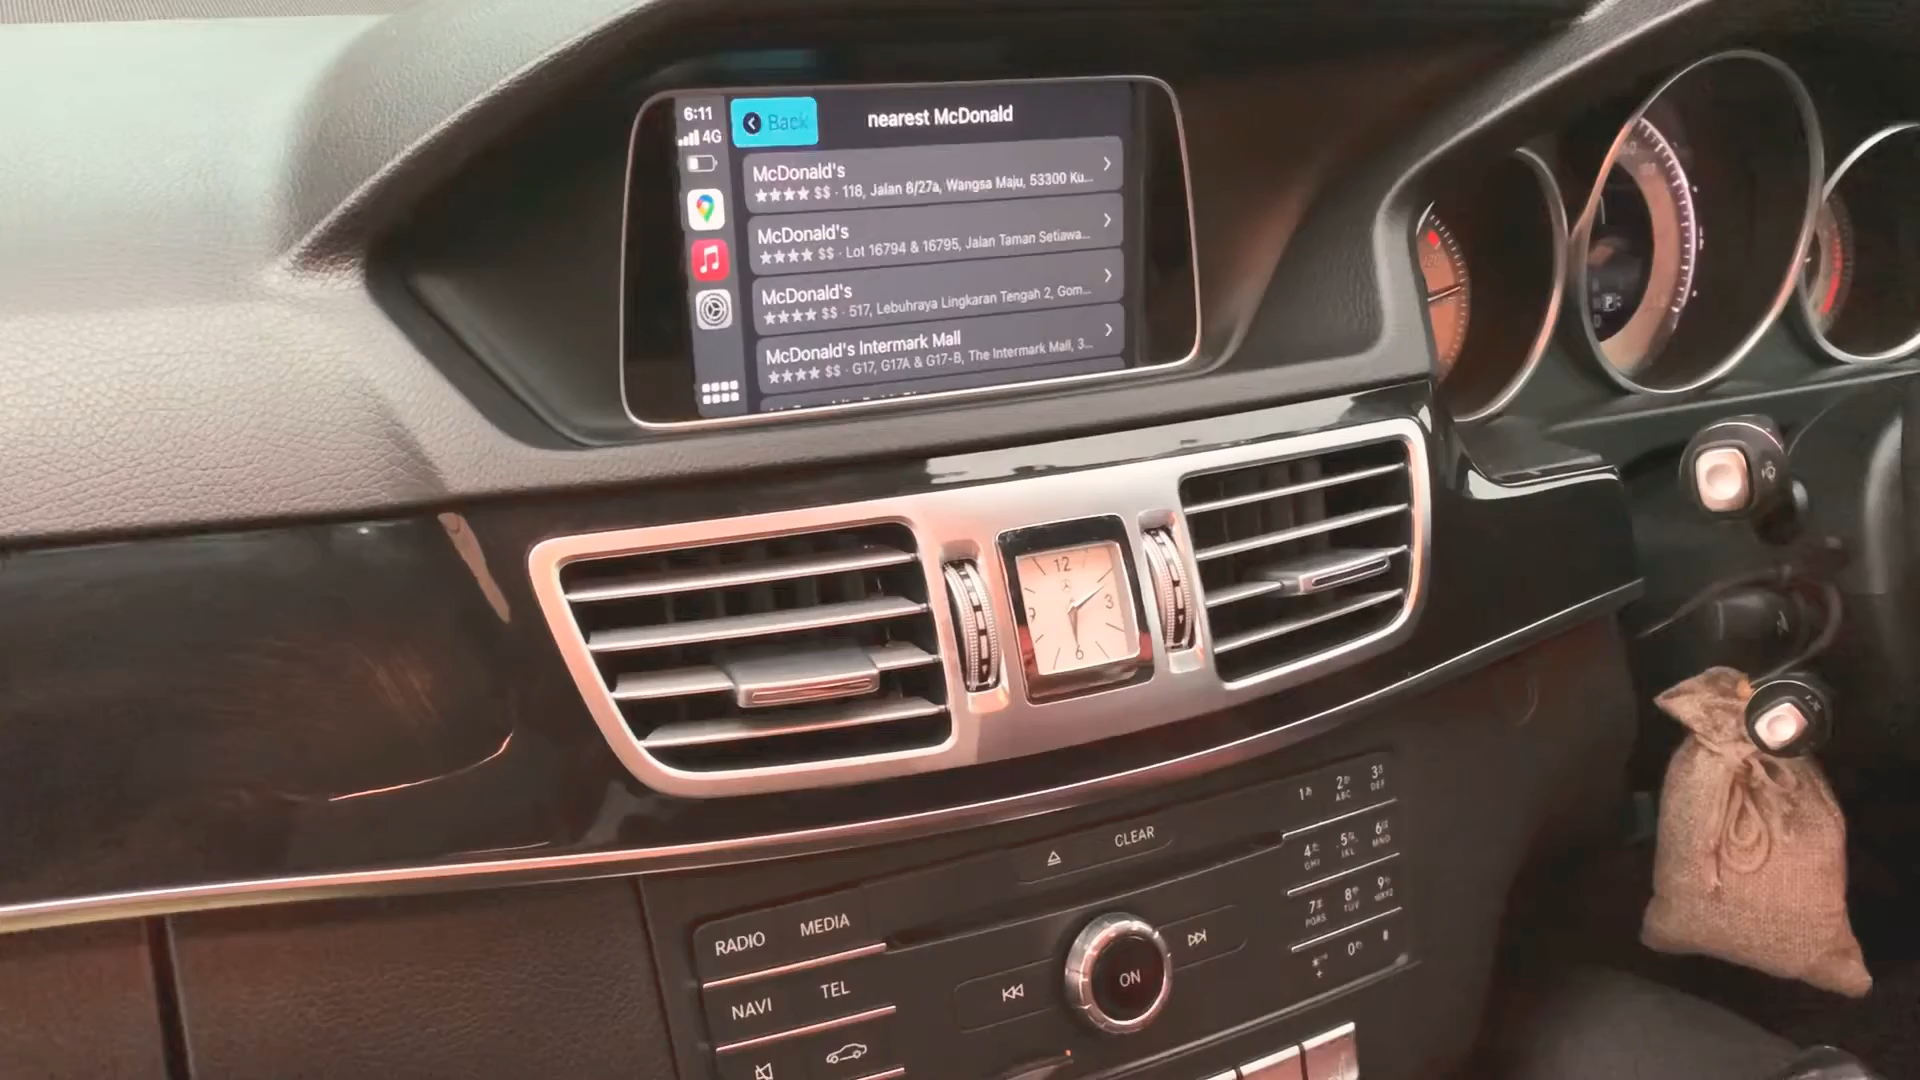 6:11
4G
Back
nearest McDonald
McDonald's
★★★★ $$ · 118, Jalan 8/27a, Wangsa Maju, 53300 Ku...
McDonald's
★★★★ $$ · Lot 16794 & 16795, Jalan Taman Setiawa...
McDonald's
★★★★ $$ · 517, Lebuhraya Lingkaran Tengah 2, Gom...
McDonald's Intermark Mall
★★★★ $$ · G17, G17A & G17-B, The Intermark Mall, 3...
P
12
3
6
9
CLEAR
RADIO
MEDIA
NAVI
TEL
ON
1
2 ABC
3 DEF
4 GHI
5 JKL
6 MNO
7 PQRS
8 TUV
9 WXYZ
*
+
0